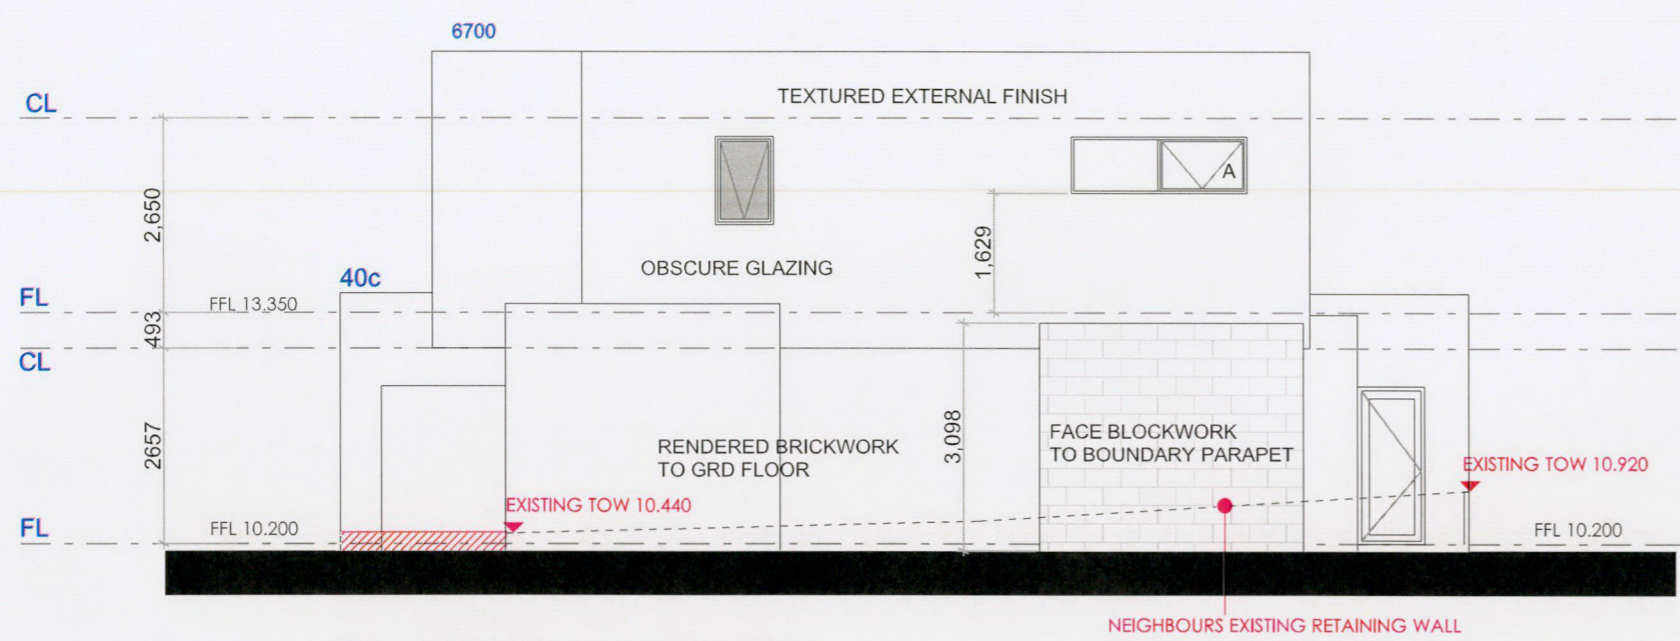 6700
CL
TEXTURED EXTERNAL FINISH
A
2,650
1,629
OBSCURE GLAZING
40c
FL
FFL 13.350
493
CL
2657
3,098
RENDERED BRICKWORK
TO GRD FLOOR
FACE BLOCKWORK
TO BOUNDARY PARAPET
EXISTING TOW 10.920
EXISTING TOW 10.440
FL
FFL 10.200
FFL 10.200
NEIGHBOURS EXISTING RETAINING WALL